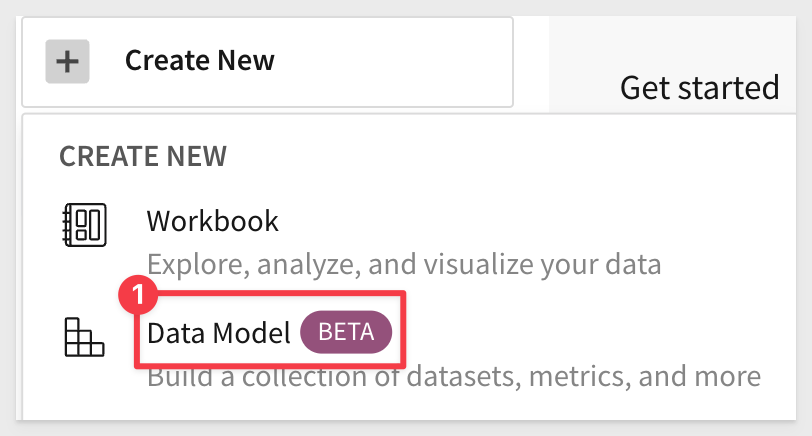 Create New
Get started
CREATE NEW
Workbook
Explore, analyze, and visualize your data
1
Data Model BETA
Build a collection of datasets, metrics, and more